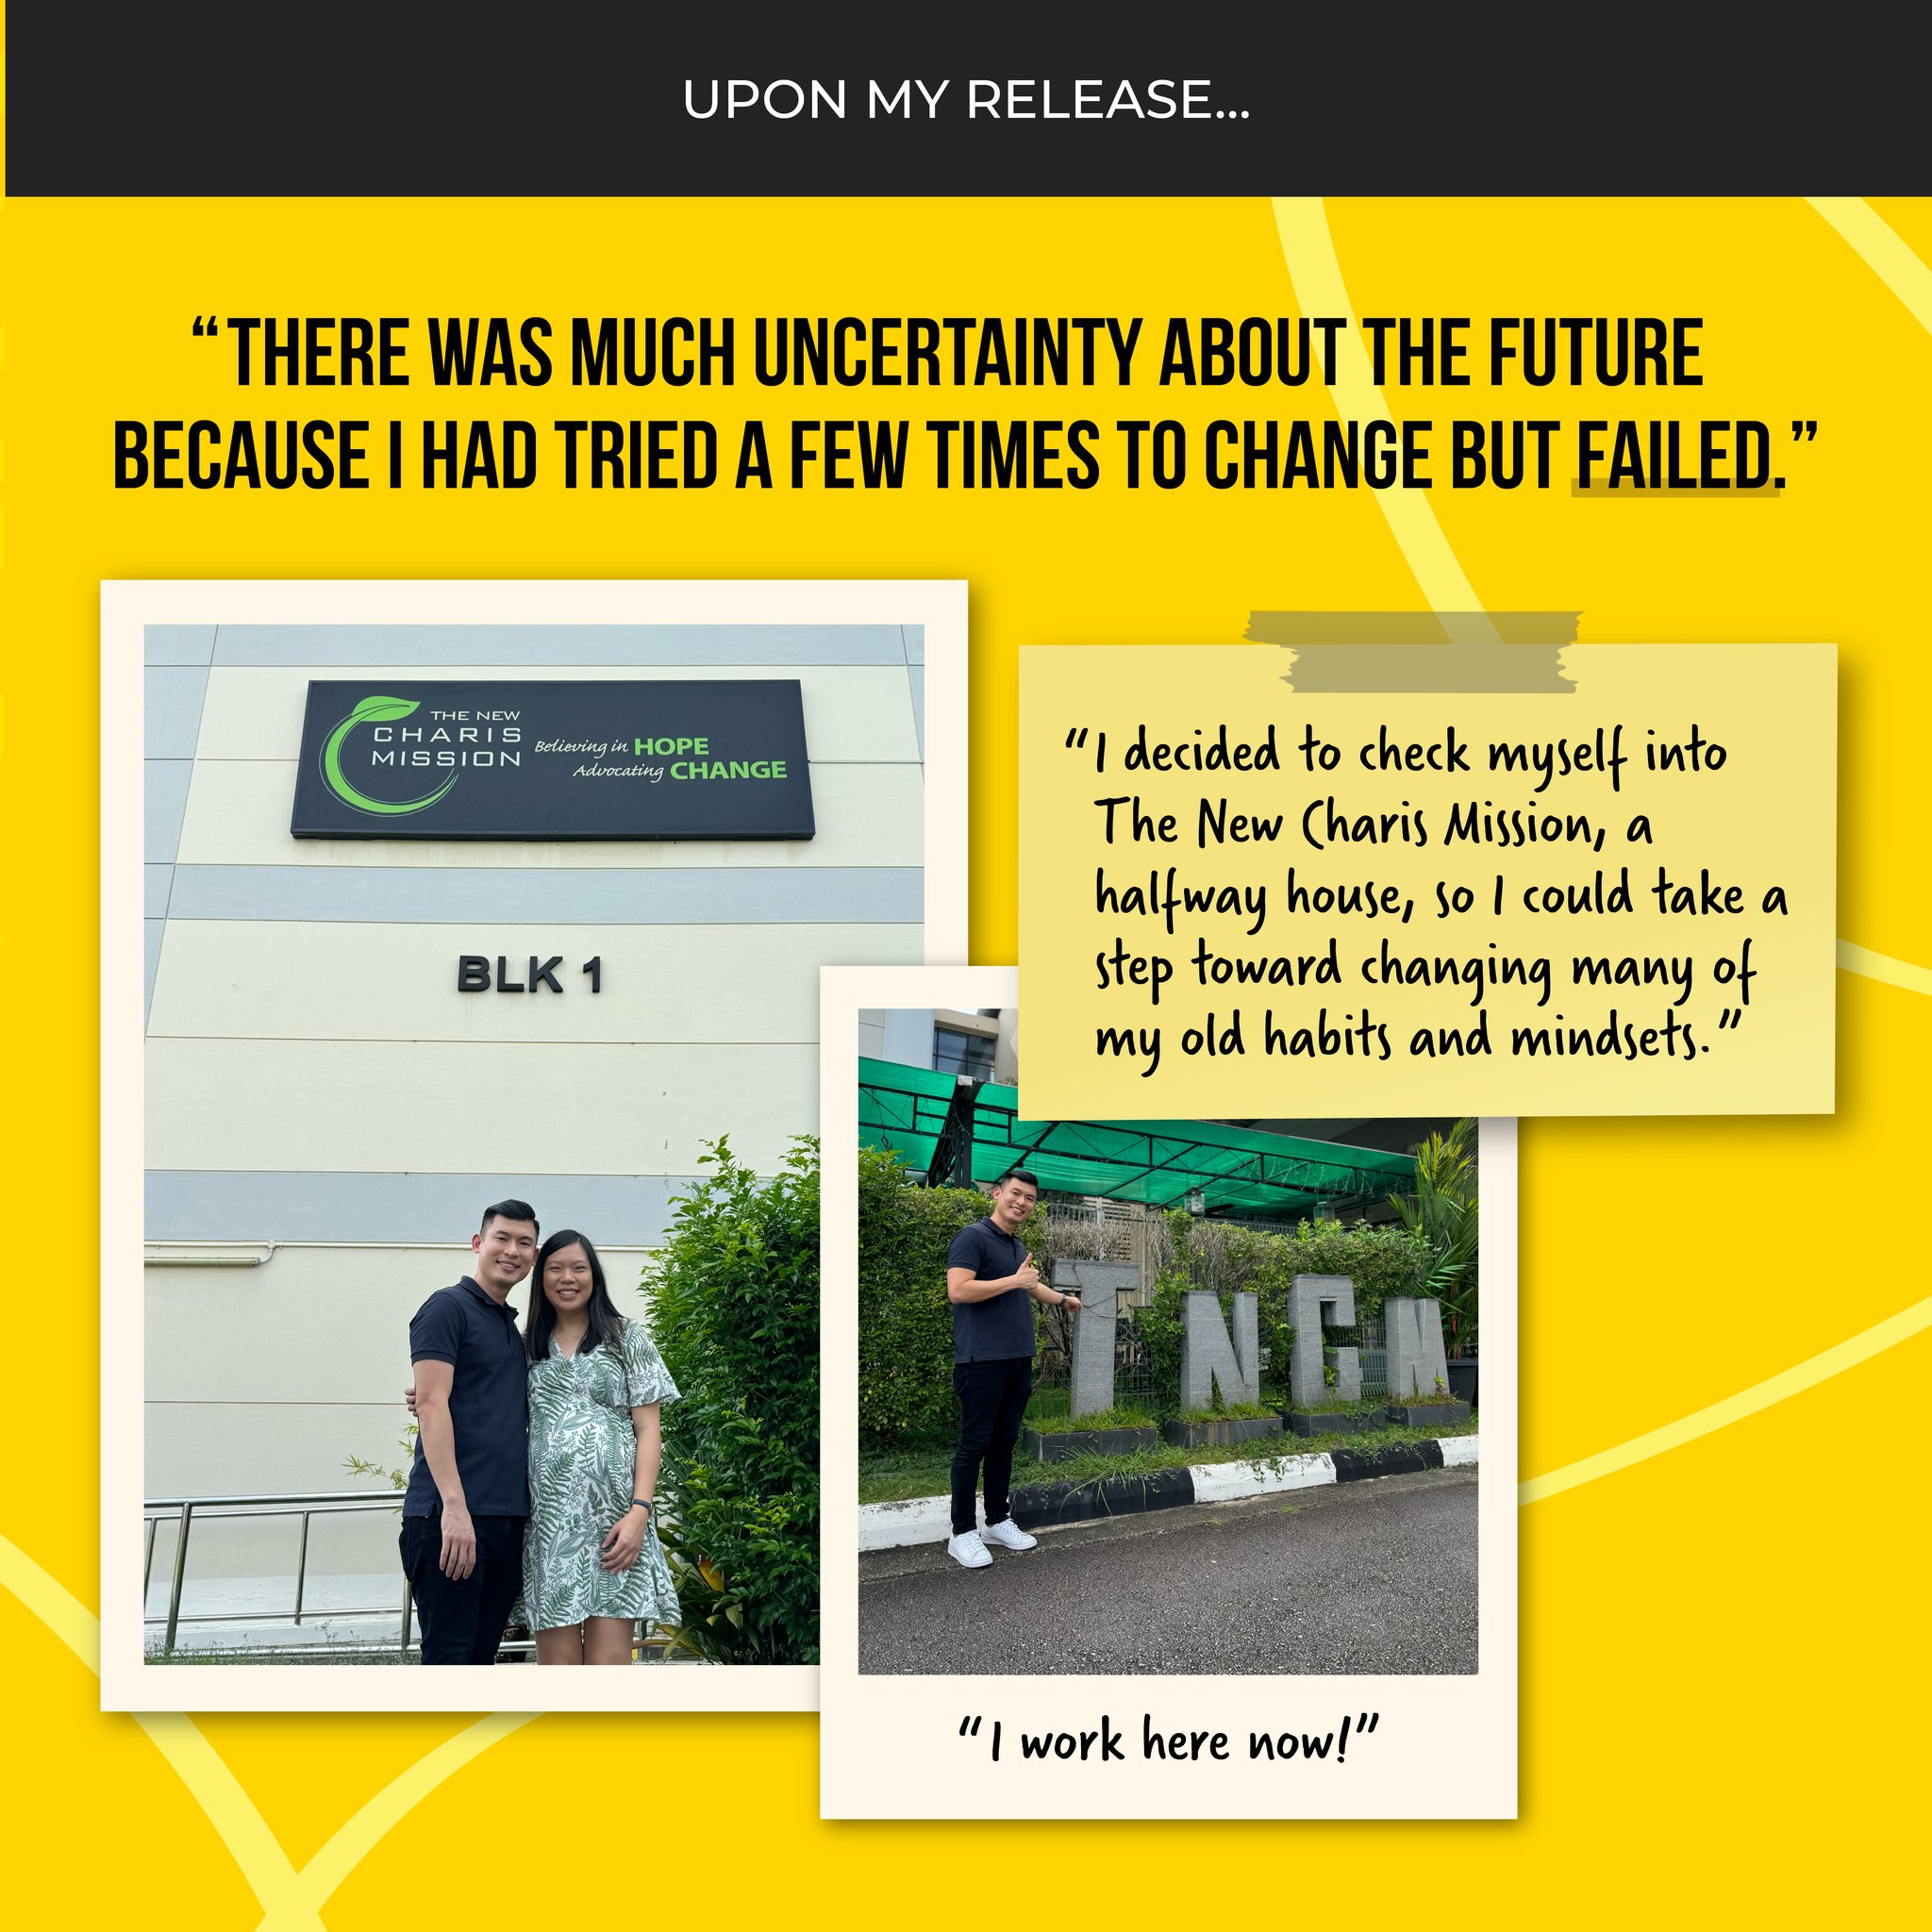 UPON MY RELEASE...
“THERE WAS MUCH UNCERTAINTY ABOUT THE FUTURE
BECAUSE I HAD TRIED A FEW TIMES TO CHANGE BUT FAILED.”
THE NEW
CHARIS
MISSION
Believing in HOPE
Advocating CHANGE
BLK 1
“I decided to check myself into
The New Charis Mission, a
halfway house, so I could take a
step toward changing many of
my old habits and mindsets.”
TNCM
“I work here now!”